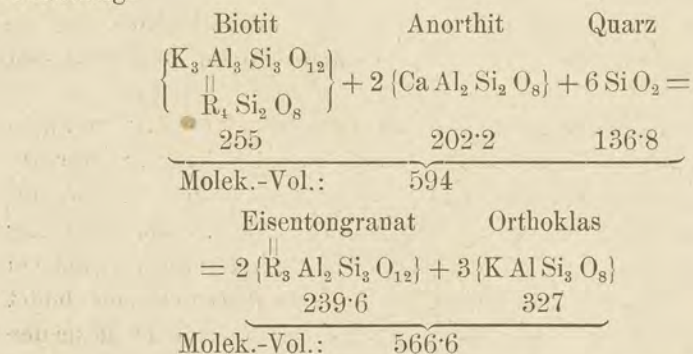 Biotit Anorthit Quarz
{K₃ Al₃ Si₃ O₁₂
R₄ Si₂ O₈} + 2 {Ca Al₂ Si₂ O₈} + 6 Si O₂ =
255 202·2 136·8
Molek.-Vol.: 594
Eisentongranat Orthoklas
= 2 {R₃ Al₂ Si₃ O₁₂} + 3 {K Al Si₃ O₈}
239·6 327
Molek.-Vol.: 566·6